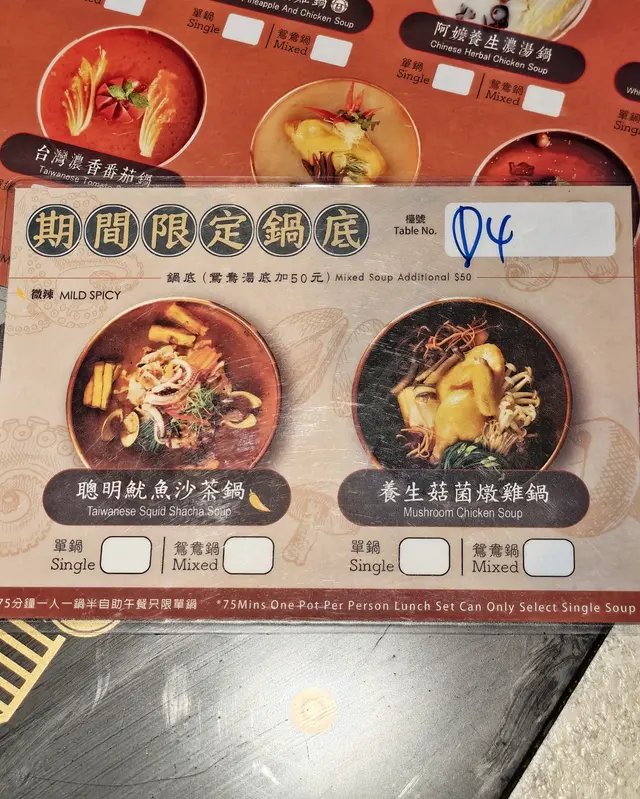 Pineapple And Chicken Soup
單鍋
Single
鴛鴦鍋
Mixed
阿嬤養生濃湯鍋
Chinese Herbal Chicken Soup
單鍋
Single
鴛鴦鍋
Mixed
單鍋
台灣濃香番茄鍋
期間限定鍋底
檯號
Table No.
D4
鍋底 (鴛鴦湯底加50元) Mixed Soup Additional $50
微辣 MILD SPICY
聰明魷魚沙茶鍋
Taiwanese Squid Shacha Soup
養生菇菌燉雞鍋
Mushroom Chicken Soup
單鍋
Single
鴛鴦鍋
Mixed
單鍋
Single
鴛鴦鍋
Mixed
75分鐘一人一鍋半自助午餐只限單鍋 *75Mins One Pot Per Person Lunch Set Can Only Select Single Soup